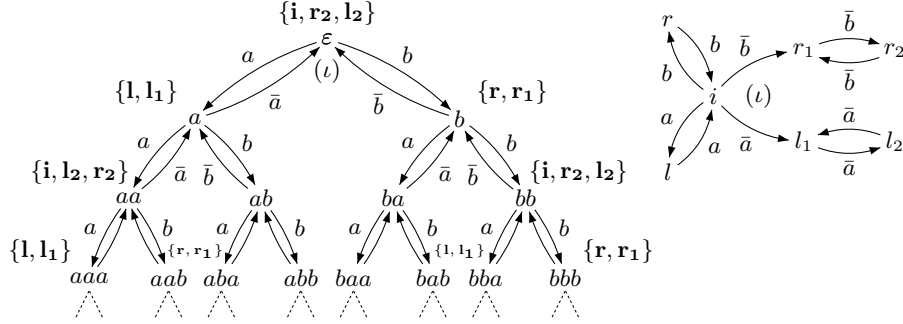 {i, r₂, l₂}
ε
(ι)
a
b
ā
b̄
{l, l₁}
{r, r₁}
a
b
a
b
a
b
ā
b̄
ā
b̄
{i, l₂, r₂}
{i, r₂, l₂}
aa
ab
ba
bb
a
b
a
b
a
b
a
b
{l, l₁}
{r, r₁}
{l, l₁}
{r, r₁}
aaa
aab
aba
abb
baa
bab
bba
bbb
r
b
b
b̄
r₁
b̄
b̄
r₂
i
(ι)
a
a
ā
l
l₁
ā
ā
l₂